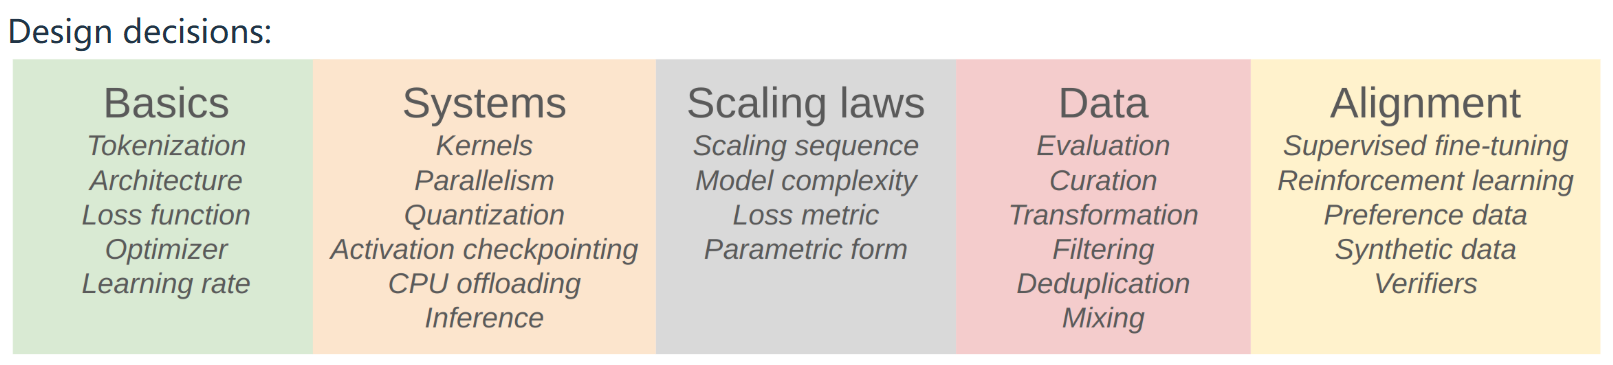 Design decisions:
Basics
Tokenization
Architecture
Loss function
Optimizer
Learning rate
Systems
Kernels
Parallelism
Quantization
Activation checkpointing
CPU offloading
Inference
Scaling laws
Scaling sequence
Model complexity
Loss metric
Parametric form
Data
Evaluation
Curation
Transformation
Filtering
Deduplication
Mixing
Alignment
Supervised fine-tuning
Reinforcement learning
Preference data
Synthetic data
Verifiers